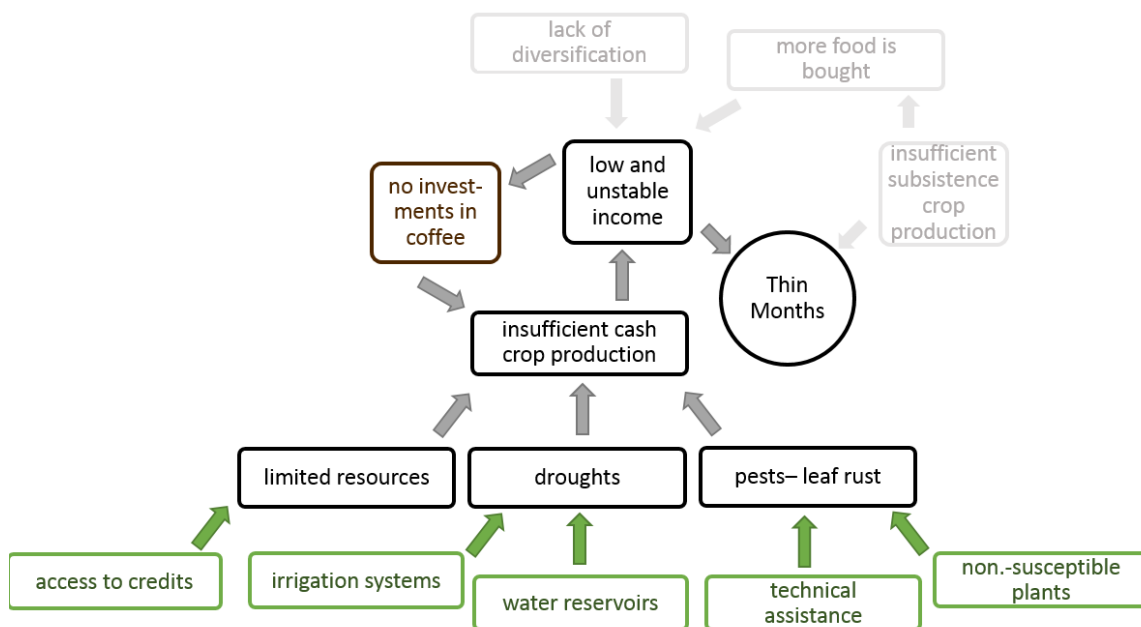 lack of
diversification
more food is
bought
no invest-
ments in
coffee
low and
unstable
income
insufficient
subsistence
crop
production
Thin
Months
insufficient cash
crop production
limited resources
droughts
pests– leaf rust
access to credits
irrigation systems
water reservoirs
technical
assistance
non.-susceptible
plants